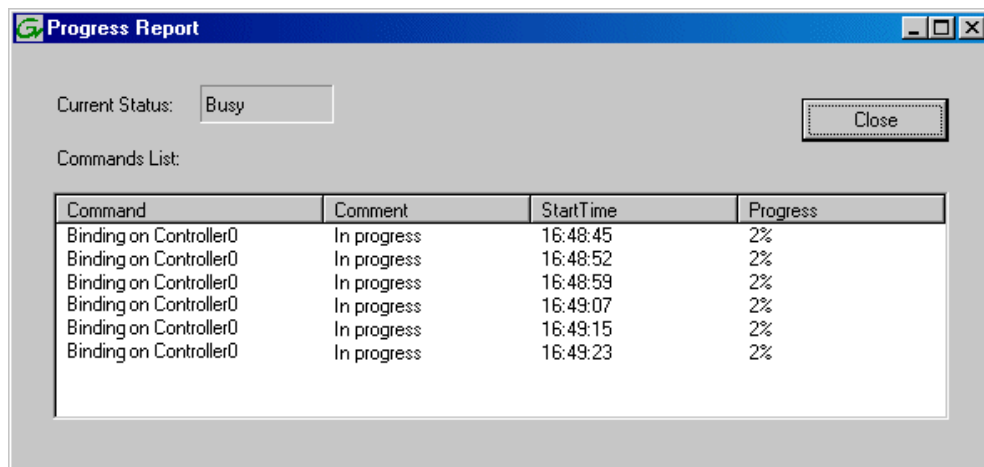 Progress Report
Current Status: Busy
Close
Commands List:
Command Comment StartTime Progress
Binding on Controller0 In progress 16:48:45 2%
Binding on Controller0 In progress 16:48:52 2%
Binding on Controller0 In progress 16:48:59 2%
Binding on Controller0 In progress 16:49:07 2%
Binding on Controller0 In progress 16:49:15 2%
Binding on Controller0 In progress 16:49:23 2%